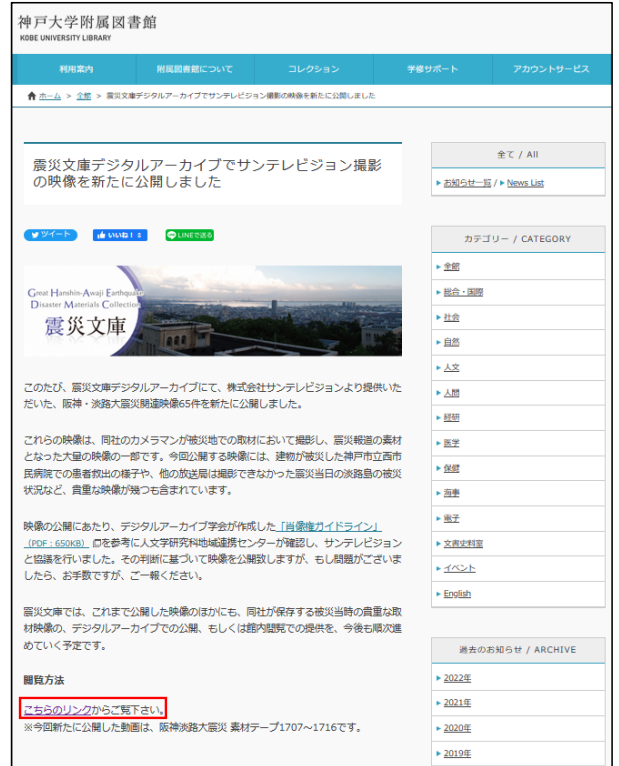 神戸大学附属図書館
KOBE UNIVERSITY LIBRARY
利用案内 附属図書館について コレクション 学修サポート アカウントサービス
ホーム > 全館 > 震災文庫デジタルアーカイブでサンテレビジョン撮影の映像を新たに公開しました
震災文庫デジタルアーカイブでサンテレビジョン撮影
の映像を新たに公開しました
ツイート いいね！ LINEで送る
Great Hanshin-Awaji Earthquake
Disaster Materials Collection
震災文庫
このたび、震災文庫デジタルアーカイブにて、株式会社サンテレビジョンより提供いた
だいた、阪神・淡路大震災関連映像65件を新たに公開しました。
これらの映像は、同社のカメラマンが被災地での取材において撮影し、震災報道の素材
となった大量の映像の一部です。今回公開する映像には、建物が被災した神戸市立西市
民病院での患者救出の様子や、他の放送局は撮影できなかった震災当日の淡路島の被災
状況など、貴重な映像が幾つも含まれています。
映像の公開にあたり、デジタルアーカイブ学会が作成した「肖像権ガイドライン」
（PDF：650KB）を参考に人文学研究科地域連携センターが確認し、サンテレビジョン
と協議を行いました。その判断に基づいて映像を公開致しますが、もし問題がございま
したら、お手数ですが、ご一報ください。
震災文庫では、これまで公開した映像のほかにも、同社が保存する被災当時の貴重な取
材映像の、デジタルアーカイブでの公開、もしくは館内閲覧での提供を、今後も順次進
めていく予定です。
閲覧方法
こちらのリンクからご覧下さい。
※今回新たに公開した動画は、阪神淡路大震災 素材テープ1707～1716です。
全て / All
お知らせ一覧 / News List
カテゴリー / CATEGORY
全館
総合・国際
社会
自然
人文
人間
経研
医学
保健
海事
電子
文書史料室
イベント
English
過去のお知らせ / ARCHIVE
2022年
2021年
2020年
2019年